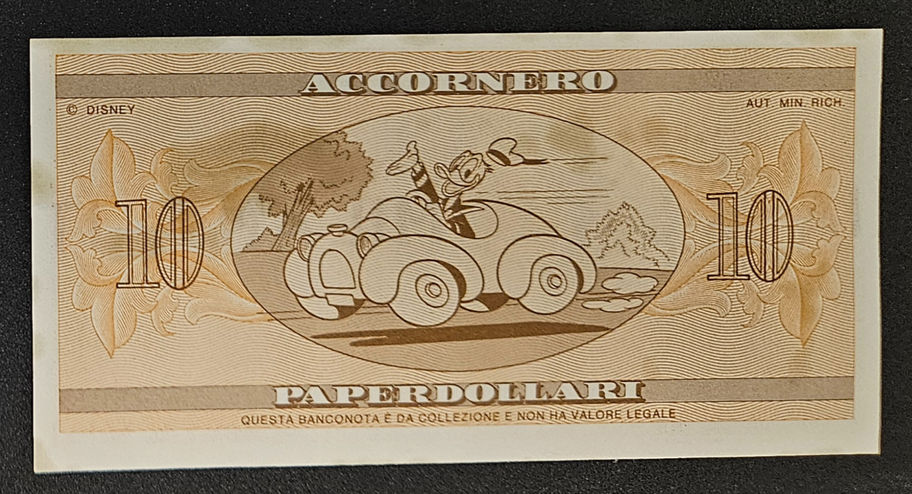 ACCORNERO
© DISNEY
AUT. MIN. RICH.
10
10
PAPERDOLLARI
QUESTA BANCONOTA È DA COLLEZIONE E NON HA VALORE LEGALE